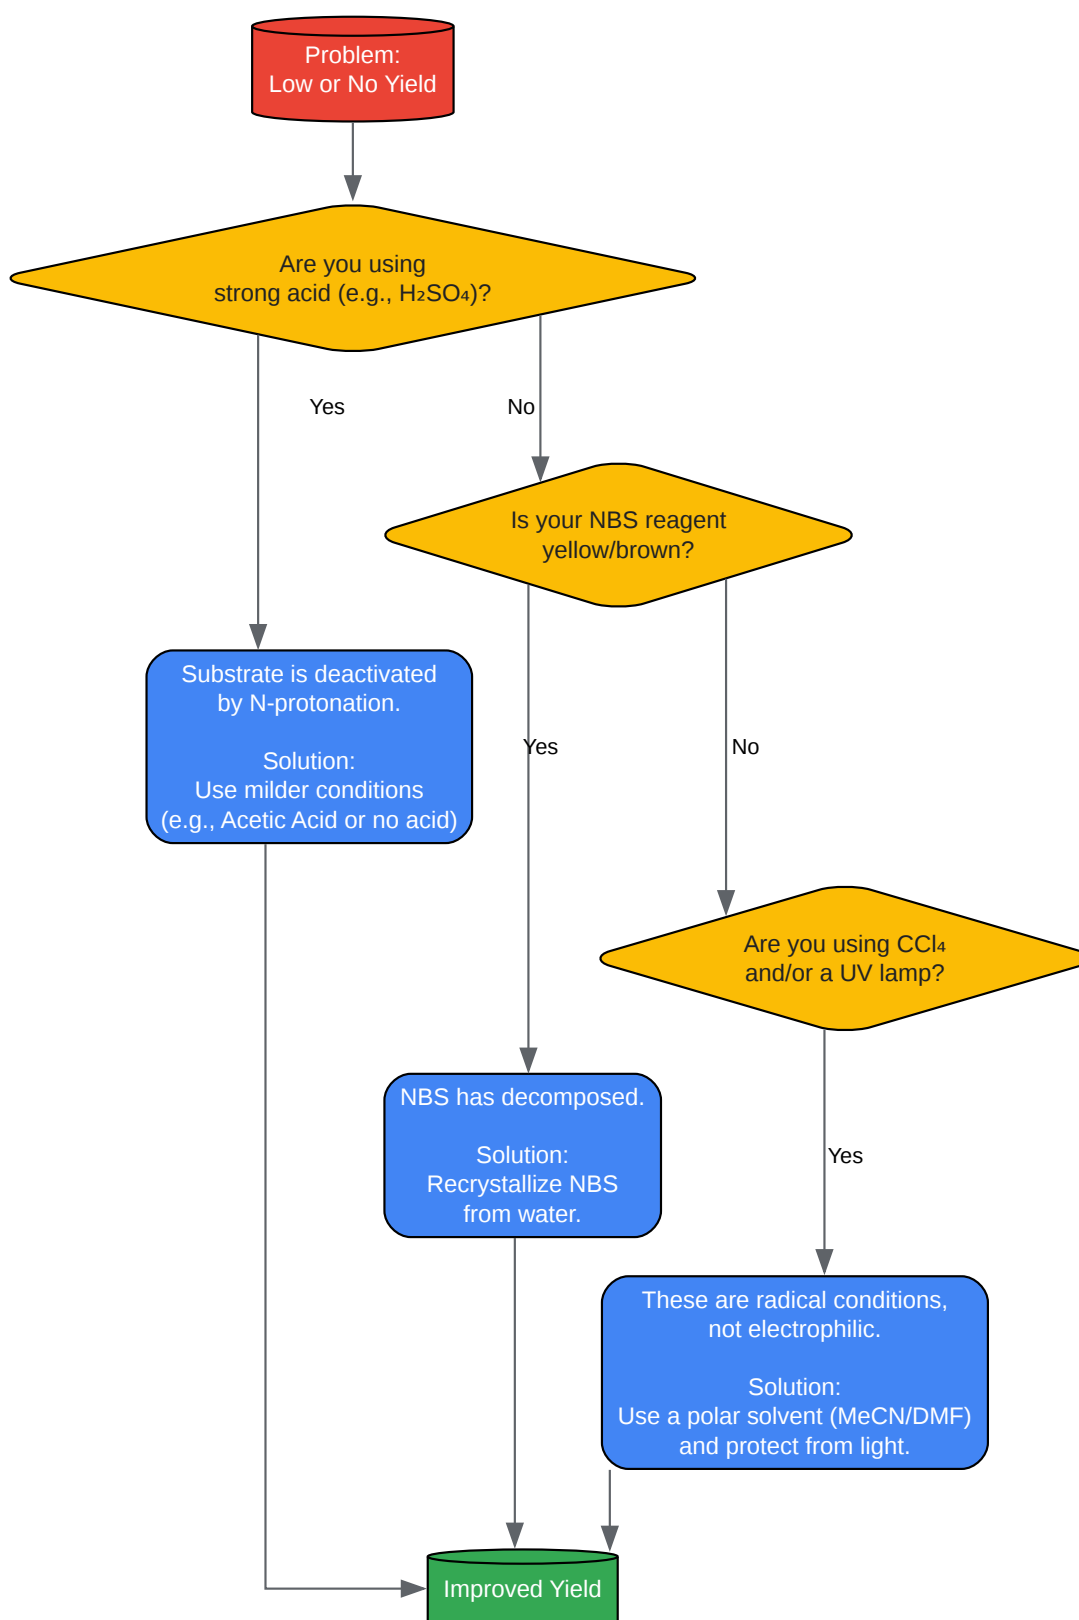 Problem:
Low or No Yield
Are you using
strong acid (e.g., H₂SO₄)?
Yes
No
Is your NBS reagent
yellow/brown?
Substrate is deactivated
by N-protonation.
Solution:
Use milder conditions
(e.g., Acetic Acid or no acid)
Yes
No
Are you using CCl₄
and/or a UV lamp?
NBS has decomposed.
Solution:
Recrystallize NBS
from water.
Yes
These are radical conditions,
not electrophilic.
Solution:
Use a polar solvent (MeCN/DMF)
and protect from light.
Improved Yield